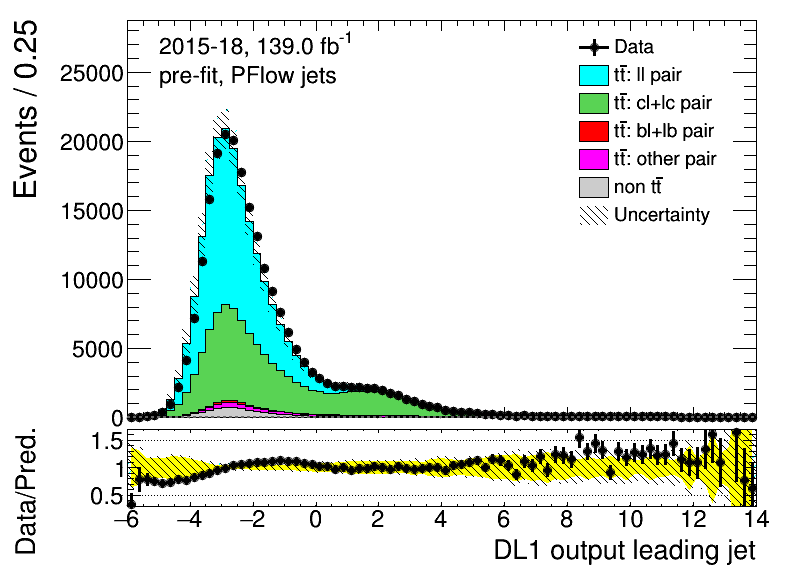 Events / 0.25
2015-18, 139.0 fb⁻¹
pre-fit, PFlow jets
Data
tt̄: ll pair
tt̄: cl+lc pair
tt̄: bl+lb pair
tt̄: other pair
non tt̄
Uncertainty
25000
20000
15000
10000
5000
0
Data/Pred.
1.5
1
0.5
−6 −4 −2 0 2 4 6 8 10 12 14
DL1 output leading jet